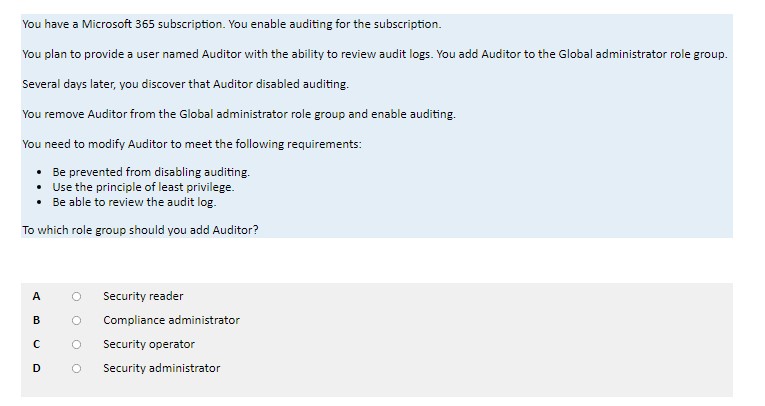 You have a Microsoft 365 subscription. You enable auditing for the subscription.
You plan to provide a user named Auditor with the ability to review audit logs. You add Auditor to the Global administrator role group.
Several days later, you discover that Auditor disabled auditing.
You remove Auditor from the Global administrator role group and enable auditing.
You need to modify Auditor to meet the following requirements:
• Be prevented from disabling auditing.
• Use the principle of least privilege.
• Be able to review the audit log.
To which role group should you add Auditor?
A Security reader
B Compliance administrator
C Security operator
D Security administrator